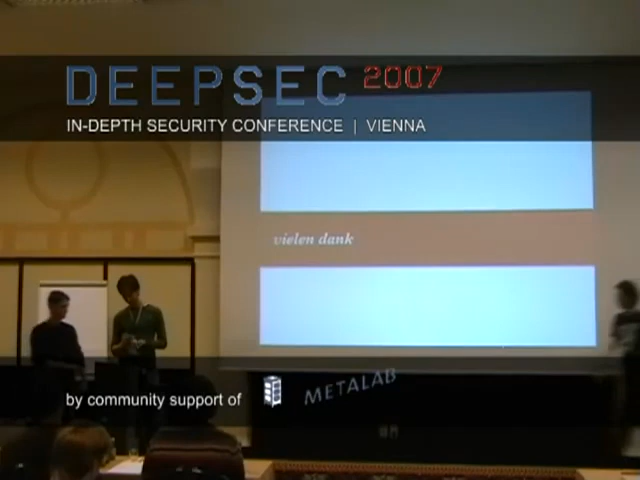 DEEPSEC 2007
IN-DEPTH SECURITY CONFERENCE | VIENNA
vielen dank
by community support of METALAB